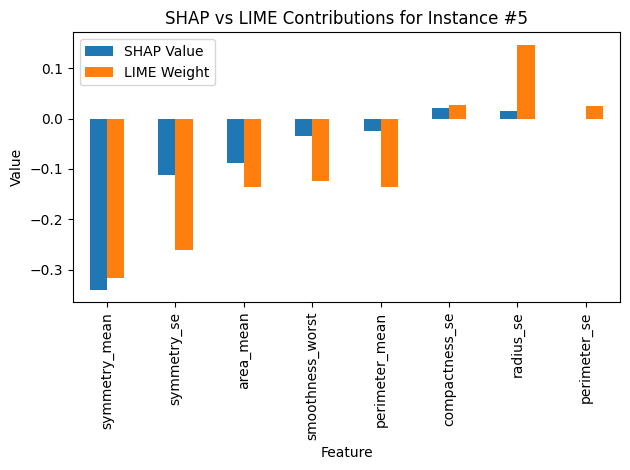 SHAP vs LIME Contributions for Instance #5
SHAP Value
LIME Weight
0.1
0.0
−0.1
−0.2
−0.3
Value
symmetry_mean
symmetry_se
area_mean
smoothness_worst
perimeter_mean
compactness_se
radius_se
perimeter_se
Feature